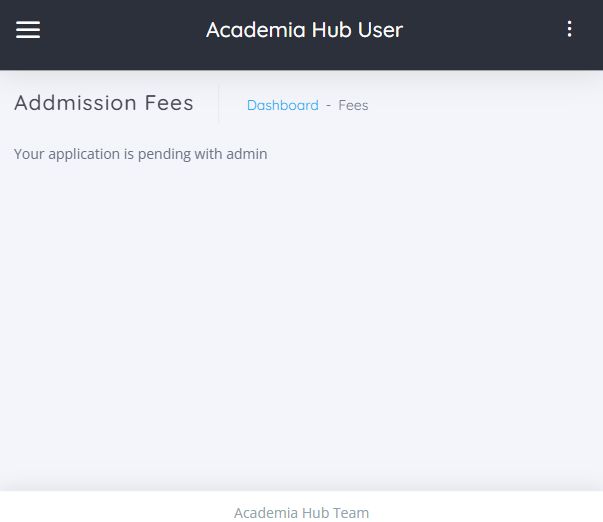 Academia Hub User
Addmission Fees
Dashboard - Fees
Your application is pending with admin
Academia Hub Team